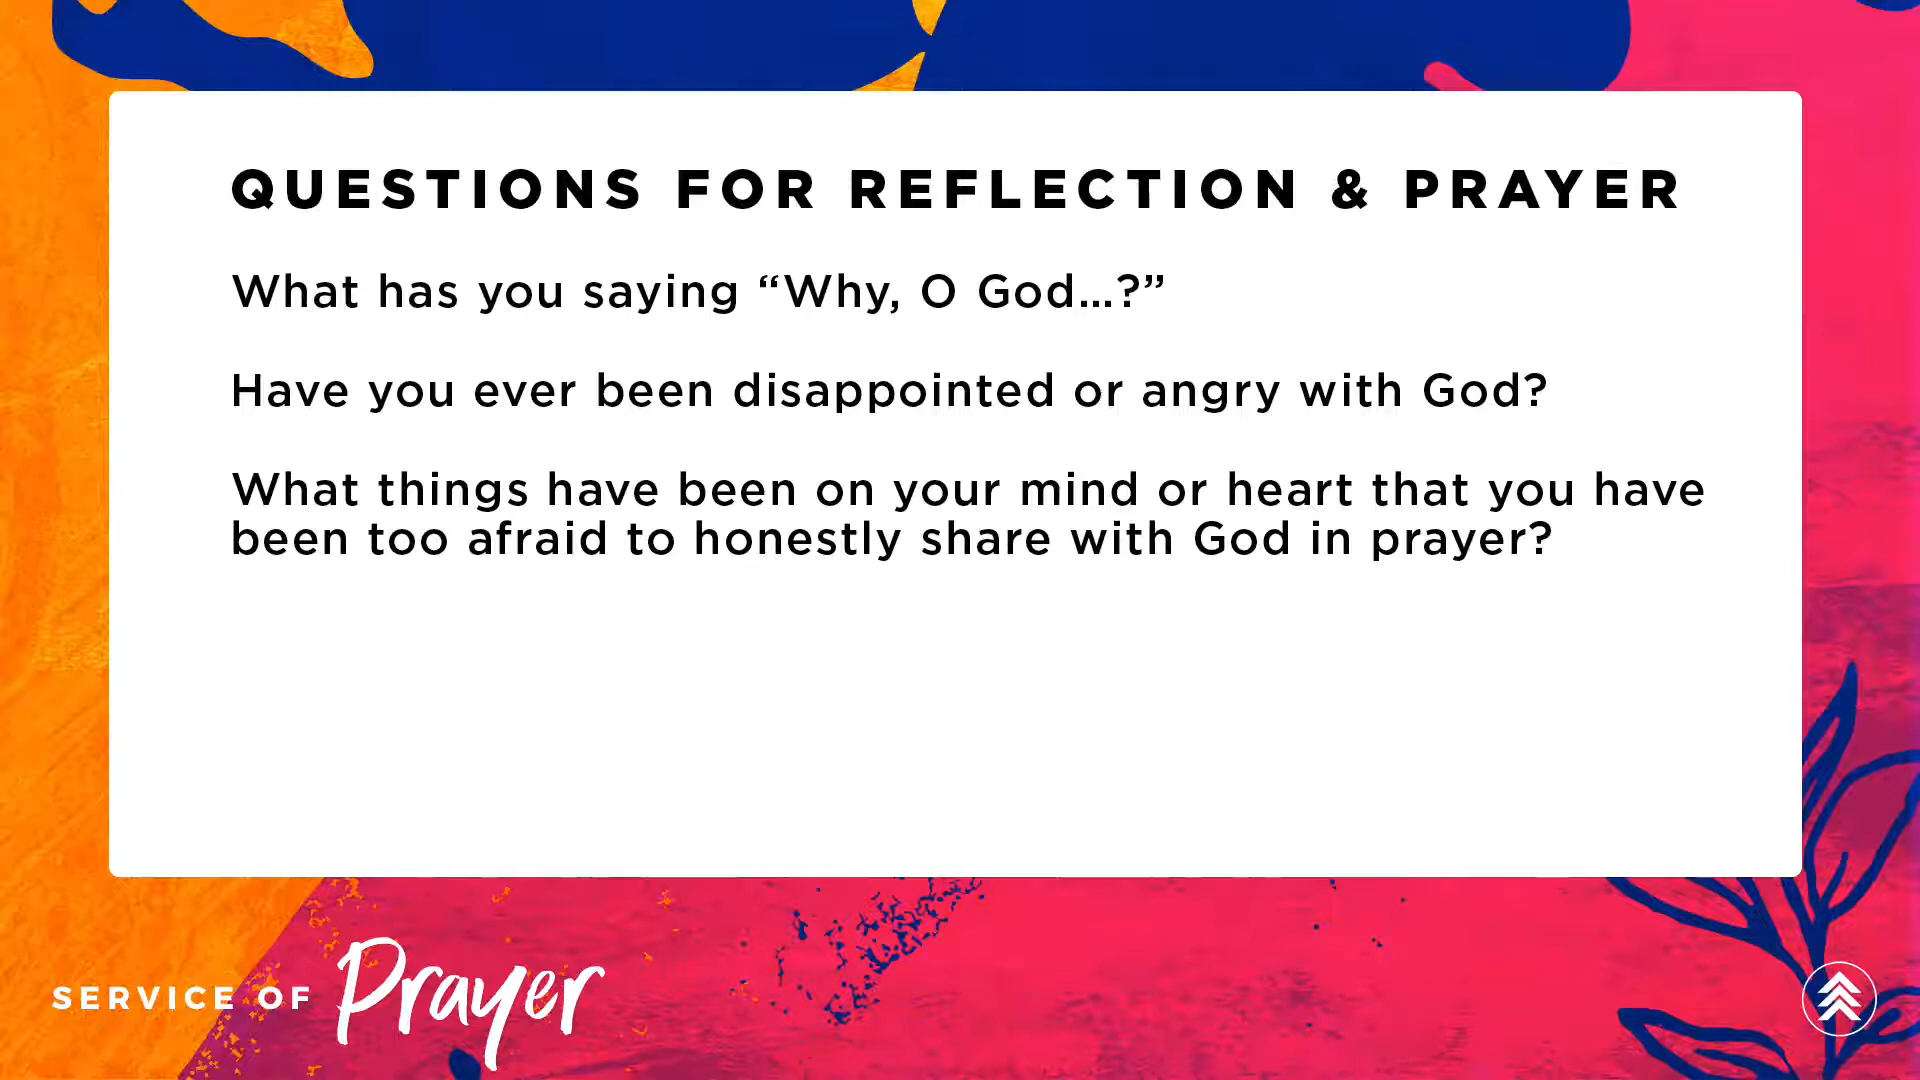 QUESTIONS FOR REFLECTION & PRAYER
What has you saying “Why, O God...?”
Have you ever been disappointed or angry with God?
What things have been on your mind or heart that you have
been too afraid to honestly share with God in prayer?
SERVICE OF Prayer